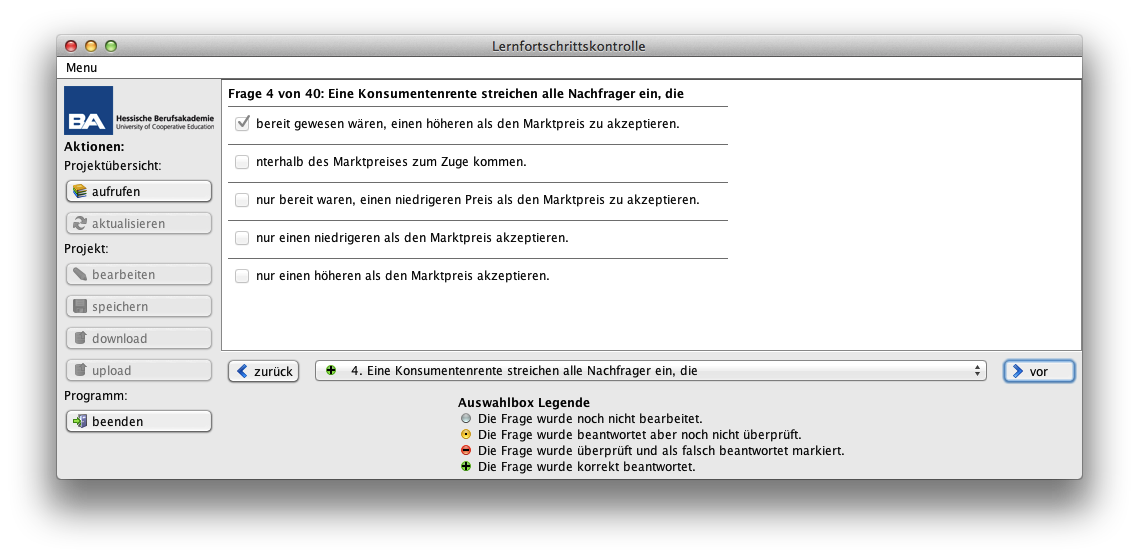 Lernfortschrittskontrolle
Menu
BA
Hessische Berufsakademie
University of Cooperative Education
Aktionen:
Projektübersicht:
aufrufen
aktualisieren
Projekt:
bearbeiten
speichern
download
upload
Programm:
beenden
Frage 4 von 40: Eine Konsumentenrente streichen alle Nachfrager ein, die
bereit gewesen wären, einen höheren als den Marktpreis zu akzeptieren.
nterhalb des Marktpreises zum Zuge kommen.
nur bereit waren, einen niedrigeren Preis als den Marktpreis zu akzeptieren.
nur einen niedrigeren als den Marktpreis akzeptieren.
nur einen höheren als den Marktpreis akzeptieren.
zurück
4. Eine Konsumentenrente streichen alle Nachfrager ein, die
vor
Auswahlbox Legende
Die Frage wurde noch nicht bearbeitet.
Die Frage wurde beantwortet aber noch nicht überprüft.
Die Frage wurde überprüft und als falsch beantwortet markiert.
Die Frage wurde korrekt beantwortet.